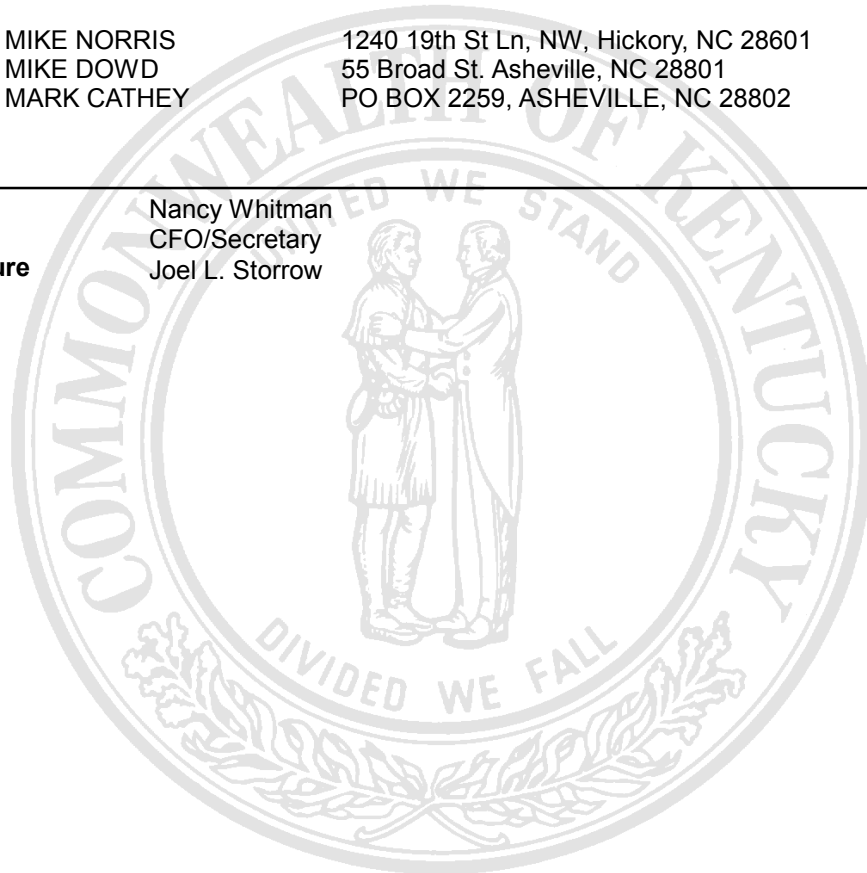 MIKE NORRIS 1240 19th St Ln, NW, Hickory, NC 28601
MIKE DOWD 55 Broad St. Asheville, NC 28801
MARK CATHEY PO BOX 2259, ASHEVILLE, NC 28802
Nancy Whitman
CFO/Secretary
ure Joel L. Storrow
COMMONWEALTH OF KENTUCKY
UNITED WE STAND
DIVIDED WE FALL